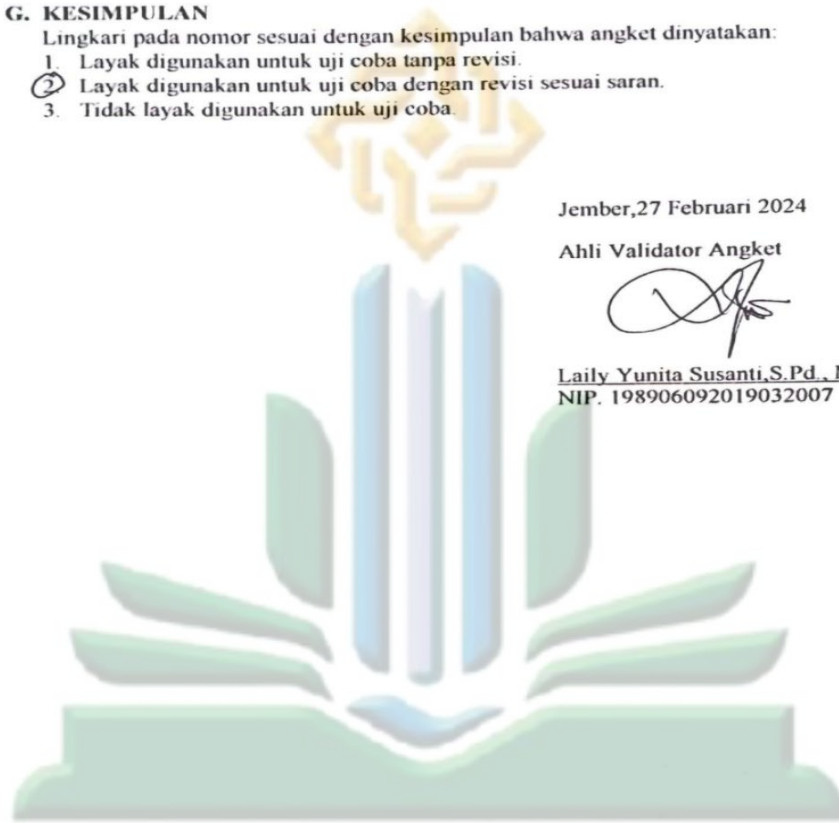 G. KESIMPULAN
Lingkari pada nomor sesuai dengan kesimpulan bahwa angket dinyatakan:
1. Layak digunakan untuk uji coba tanpa revisi.
2. Layak digunakan untuk uji coba dengan revisi sesuai saran.
3. Tidak layak digunakan untuk uji coba.
Jember,27 Februari 2024
Ahli Validator Angket
Laily Yunita Susanti,S.Pd.,
NIP. 198906092019032007